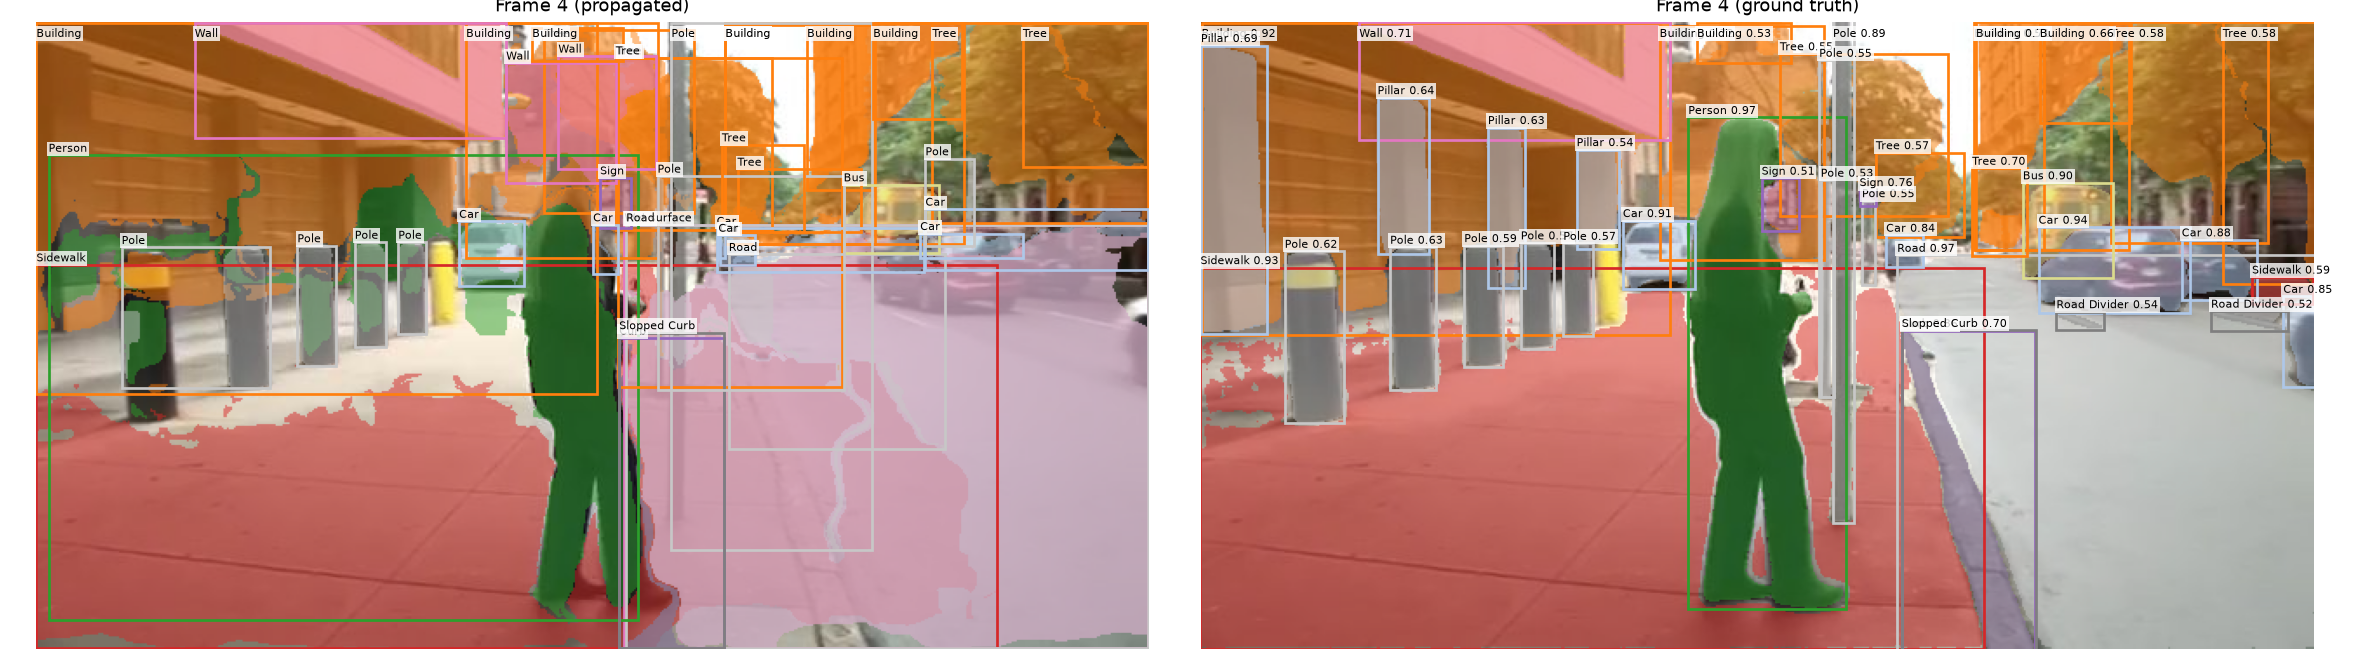 Frame 4 (propagated)
Building
Wall
Building
Building
Wall
Wall
Tree
Pole
Building
Building
Building
Tree
Tree
Person
Tree
Tree
Pole
Sign
Pole
Bus
Car
Car
Car
Road
Car
Car
Car
Road
Pole
Pole
Pole
Pole
Sidewalk
Slopped Curb
Frame 4 (ground truth)
Pillar 0.69
Wall 0.71
Building 0.53
Pole 0.89
Pole 0.55
Building
Building 0.66
Tree 0.58
Tree 0.58
Pillar 0.64
Pillar 0.63
Pillar 0.54
Person 0.97
Tree 0.57
Tree 0.70
Sign 0.51
Pole 0.53
Sign 0.76
Pole 0.55
Bus 0.90
Car 0.91
Car 0.94
Car 0.84
Car 0.88
Road 0.97
Pole 0.62
Pole 0.63
Pole 0.59
Pole 0.57
Sidewalk 0.93
Sidewalk 0.59
Car 0.85
Road Divider 0.54
Road Divider 0.52
Slopped Curb 0.70